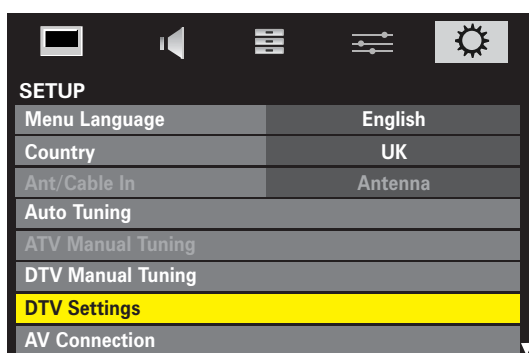 SETUP
Menu Language English
Country UK
Ant/Cable In Antenna
Auto Tuning
ATV Manual Tuning
DTV Manual Tuning
DTV Settings
AV Connection